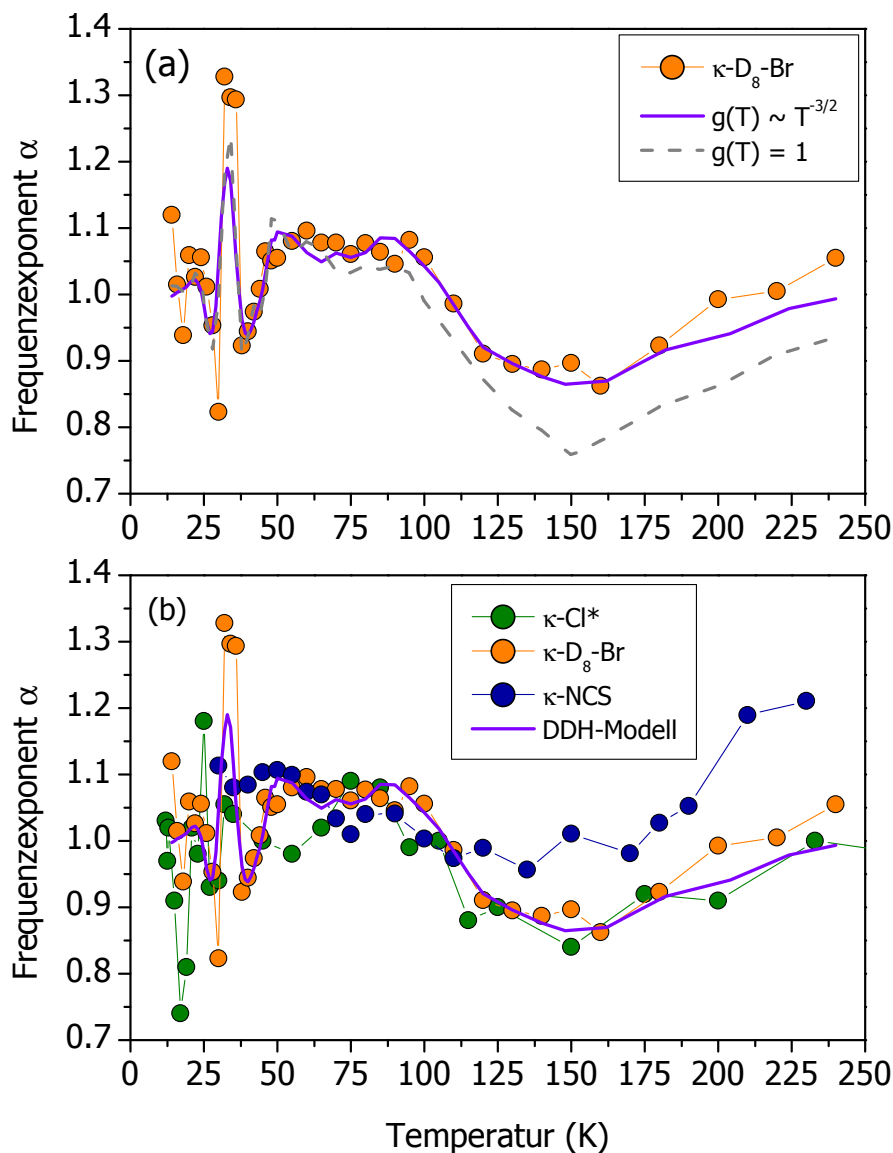 1.4
1.3
1.2
1.1
1.0
0.9
0.8
0.7
Frequenzexponent α
(a)
κ-D₈-Br
g(T) ~ T⁻³ᐟ²
g(T) = 1
0 25 50 75 100 125 150 175 200 225 250
1.4
1.3
1.2
1.1
1.0
0.9
0.8
0.7
Frequenzexponent α
(b)
κ-Cl*
κ-D₈-Br
κ-NCS
DDH-Modell
0 25 50 75 100 125 150 175 200 225 250
Temperatur (K)